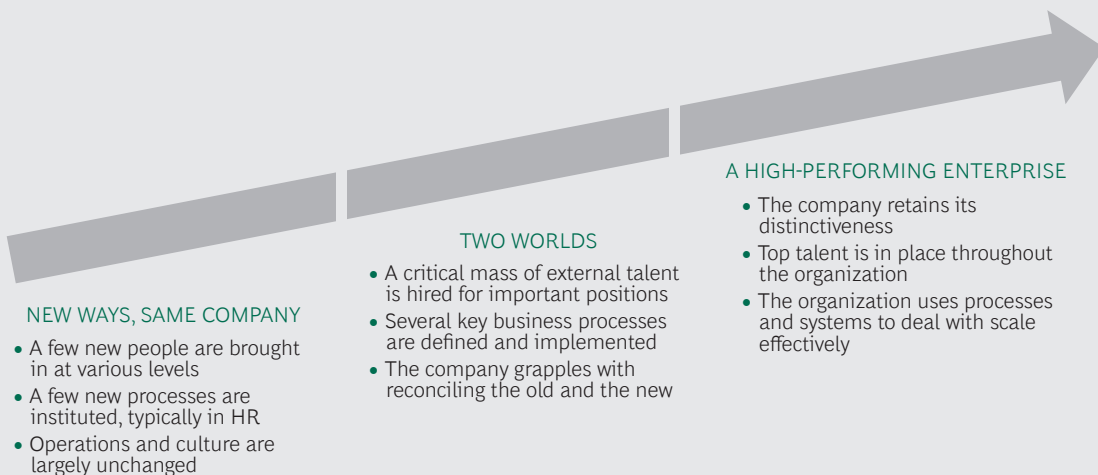 NEW WAYS, SAME COMPANY
• A few new people are brought
in at various levels
• A few new processes are
instituted, typically in HR
• Operations and culture are
largely unchanged
TWO WORLDS
• A critical mass of external talent
is hired for important positions
• Several key business processes
are defined and implemented
• The company grapples with
reconciling the old and the new
A HIGH-PERFORMING ENTERPRISE
• The company retains its
distinctiveness
• Top talent is in place throughout
the organization
• The organization uses processes
and systems to deal with scale
effectively